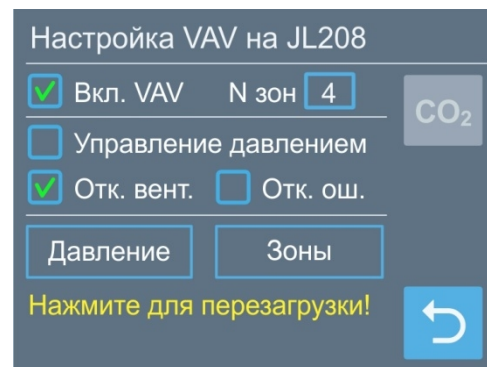 Настройка VAV на JL208
Вкл. VAV N зон 4
CO₂
Управление давлением
Отк. вент. Отк. ош.
Давление Зоны
Нажмите для перезагрузки!